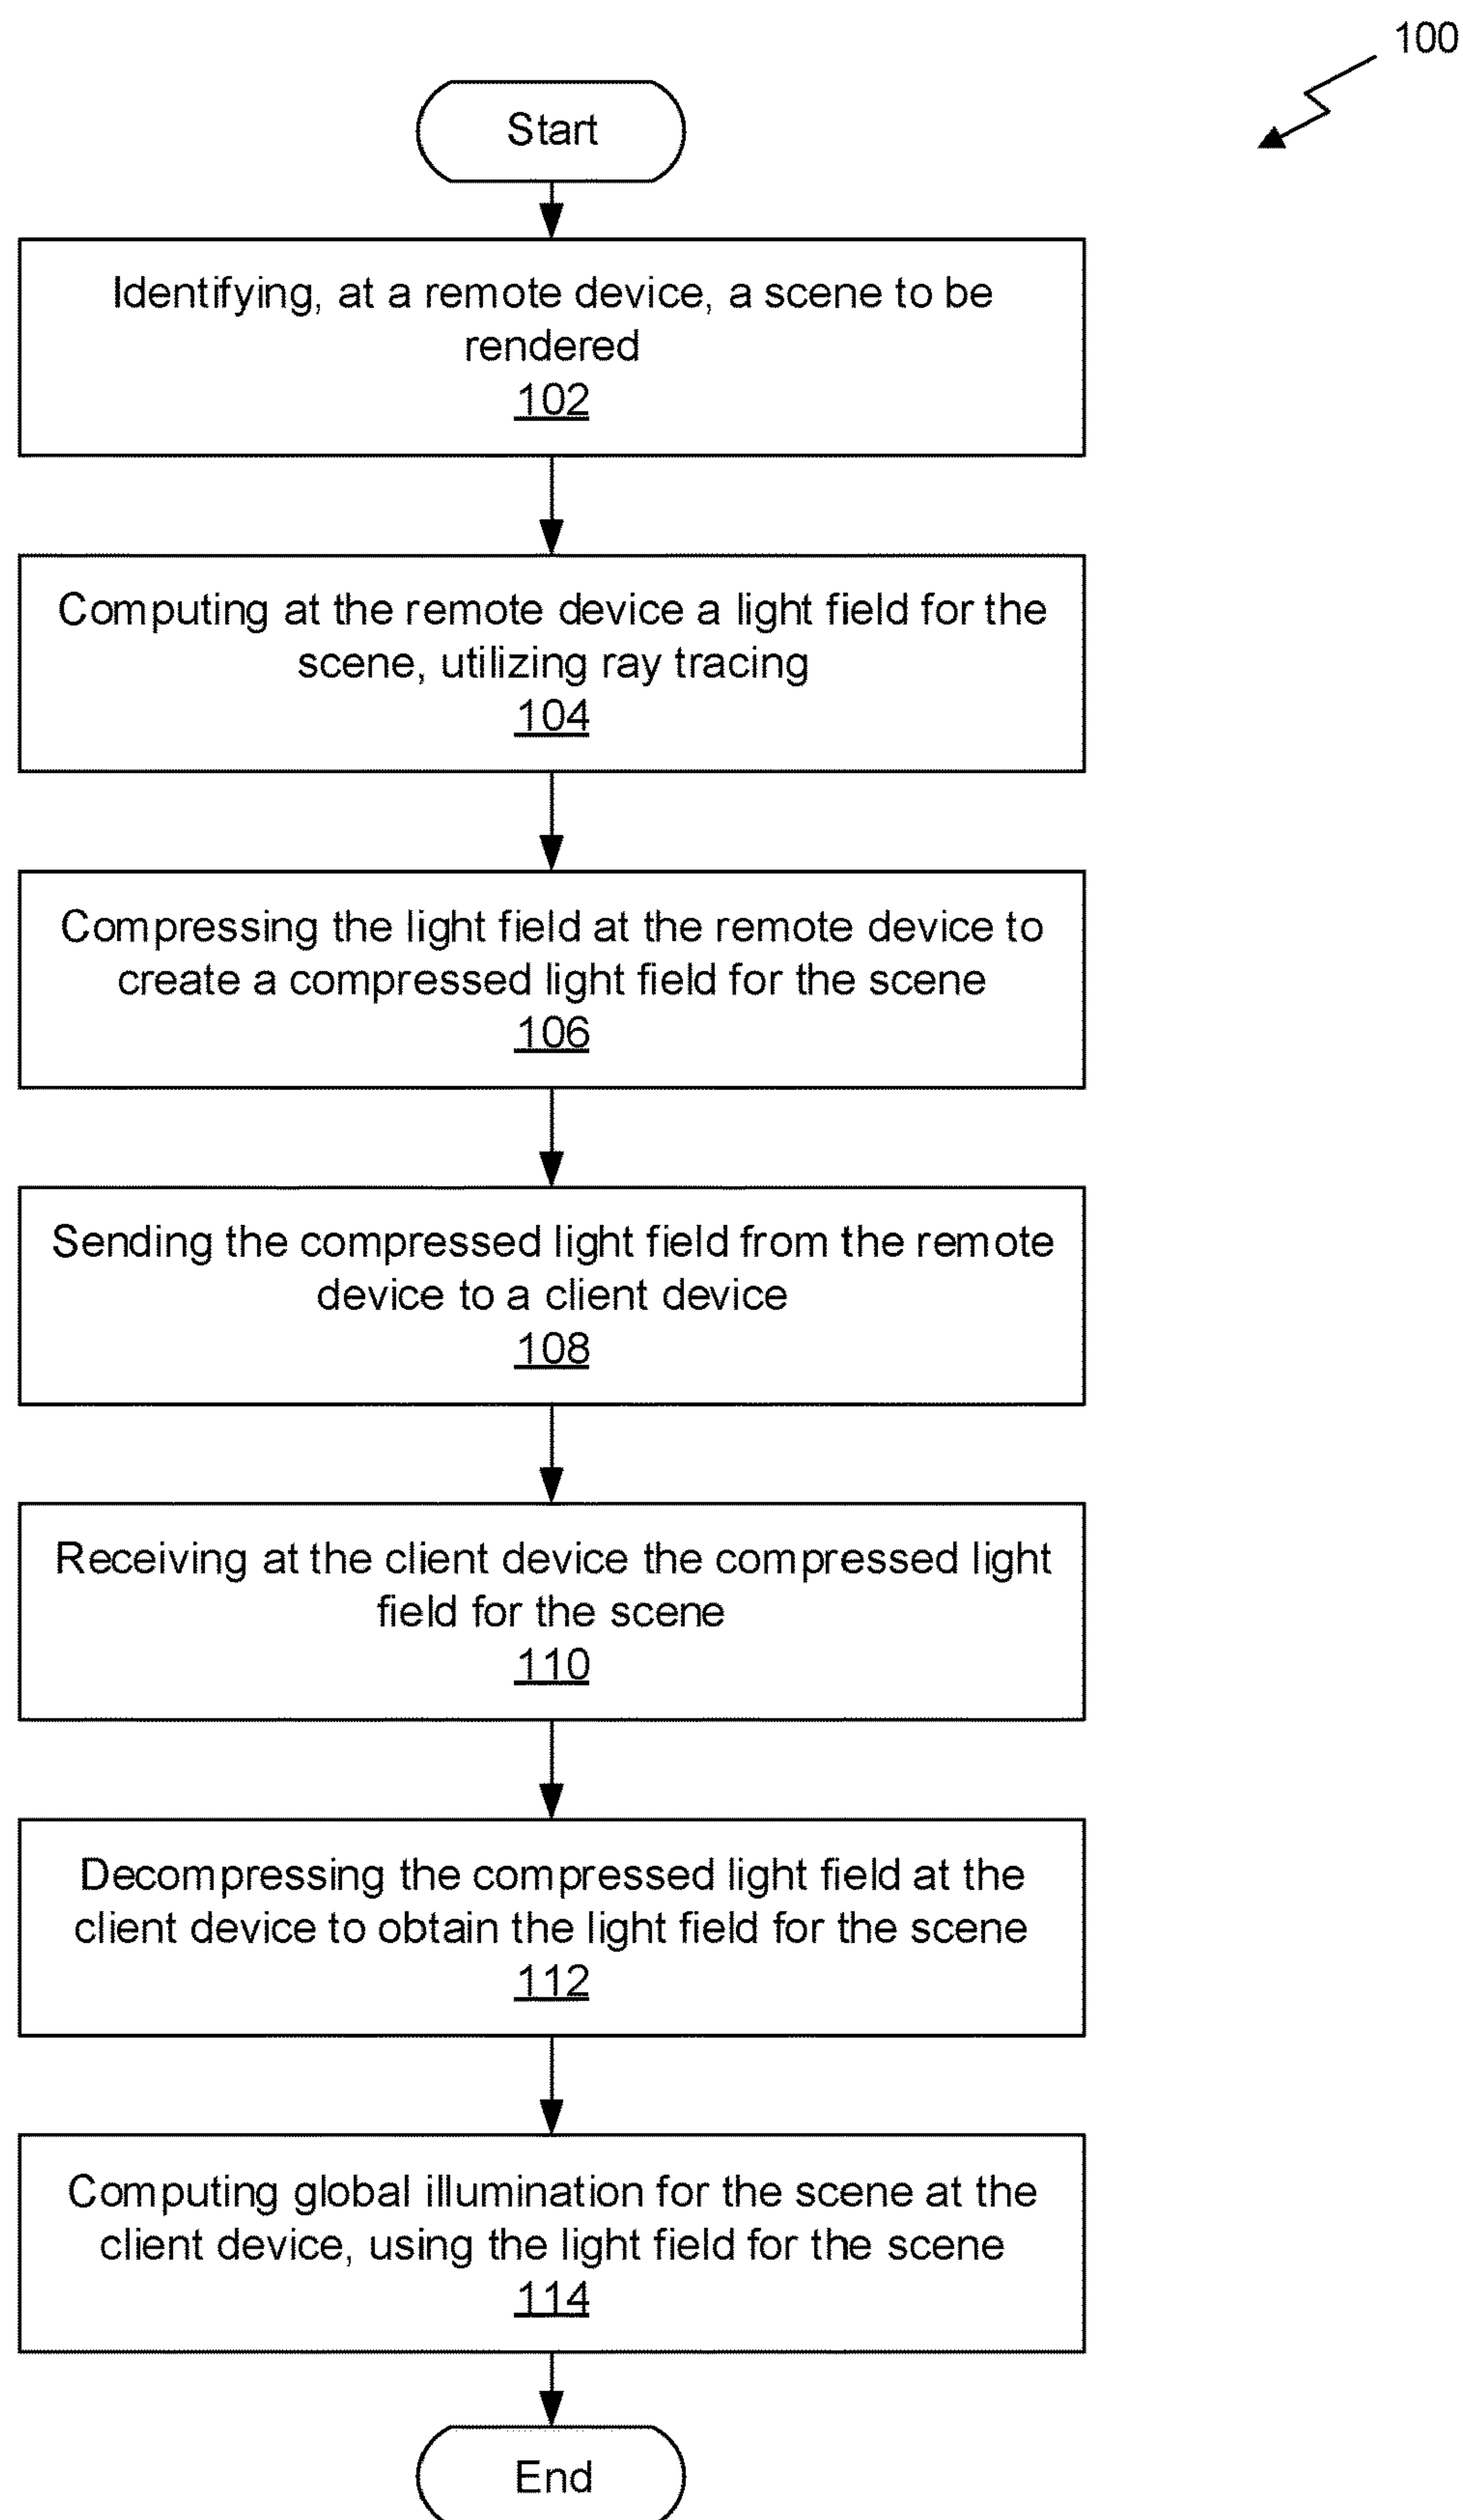 100
Start
Identifying, at a remote device, a scene to be
rendered
102
Computing at the remote device a light field for the
scene, utilizing ray tracing
104
Compressing the light field at the remote device to
create a compressed light field for the scene
106
Sending the compressed light field from the remote
device to a client device
108
Receiving at the client device the compressed light
field for the scene
110
Decompressing the compressed light field at the
client device to obtain the light field for the scene
112
Computing global illumination for the scene at the
client device, using the light field for the scene
114
End